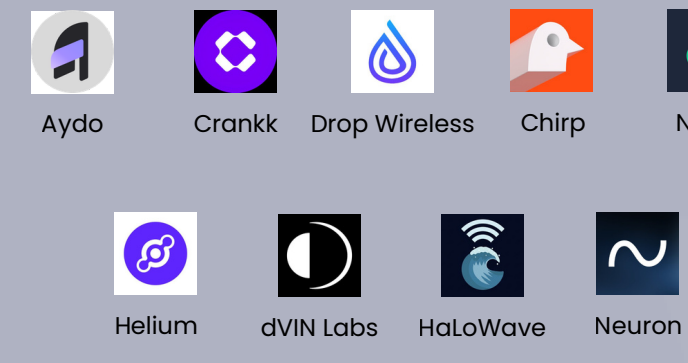 Aydo
Crankk
Drop Wireless
Chirp
Helium
dVIN Labs
HaLoWave
Neuron